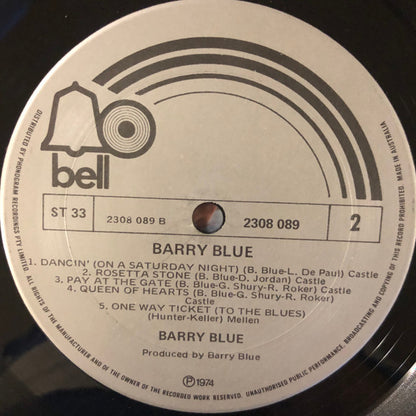 bell
ST 33
2308 089 B
2308 089
2
BARRY BLUE
1. DANCIN' (ON A SATURDAY NIGHT) (B. Blue-L. De Paul) Castle
2. ROSETTA STONE (B. Blue-D. Jordan) Castle
3. PAY AT THE GATE (B. Blue-G. Shury-R. Roker) Castle
4. QUEEN OF HEARTS (B. Blue-G. Shury-R. Roker)
Castle
5. ONE WAY TICKET (TO THE BLUES)
(Hunter-Keller) Mellen
BARRY BLUE
Produced by Barry Blue
Ⓟ 1974
DISTRIBUTED BY PHONOGRAM RECORDINGS PTY LIMITED. ALL RIGHTS OF THE MANUFACTURER AND OF THE OWNER OF THE RECORDED WORK RESERVED. UNAUTHORISED PUBLIC PERFORMANCE, BROADCASTING AND COPYING OF THIS RECORD PROHIBITED. MADE IN AUSTRALIA